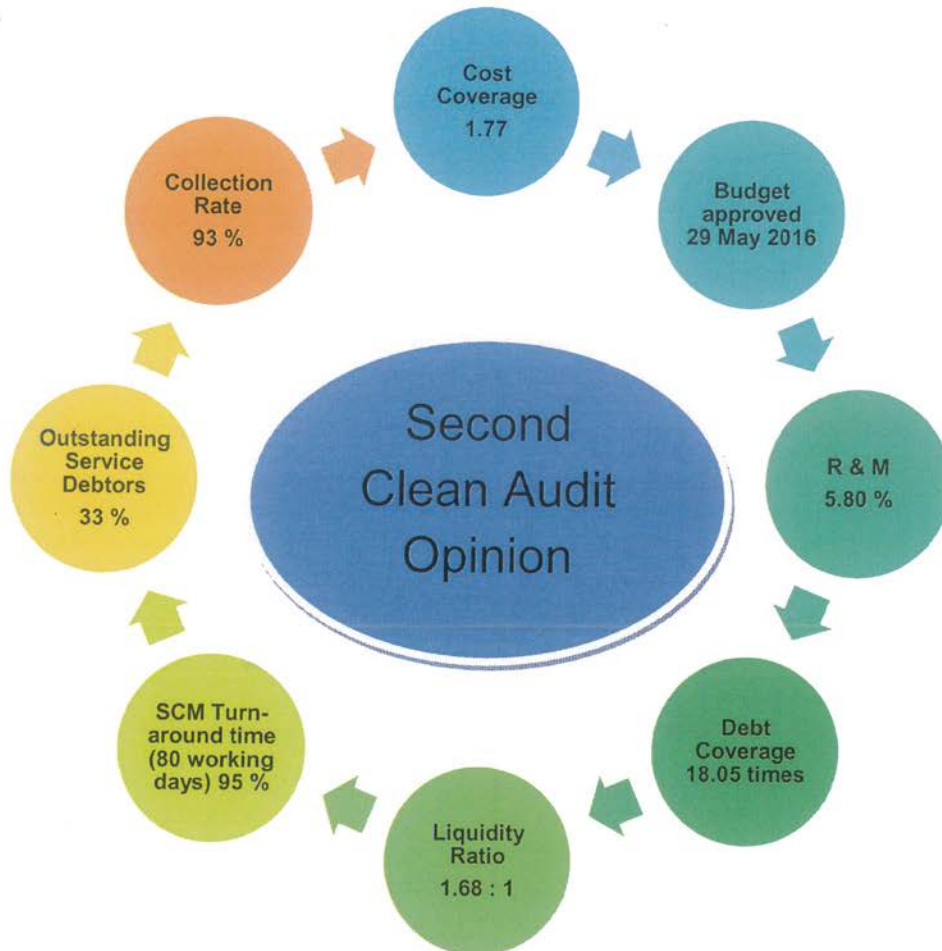 Cost
Coverage
1.77
Budget
approved
29 May 2016
R & M
5.80 %
Debt
Coverage
18.05 times
Liquidity
Ratio
1.68 : 1
SCM Turn-
around time
(80 working
days) 95 %
Outstanding
Service
Debtors
33 %
Collection
Rate
93 %
Second
Clean Audit
Opinion